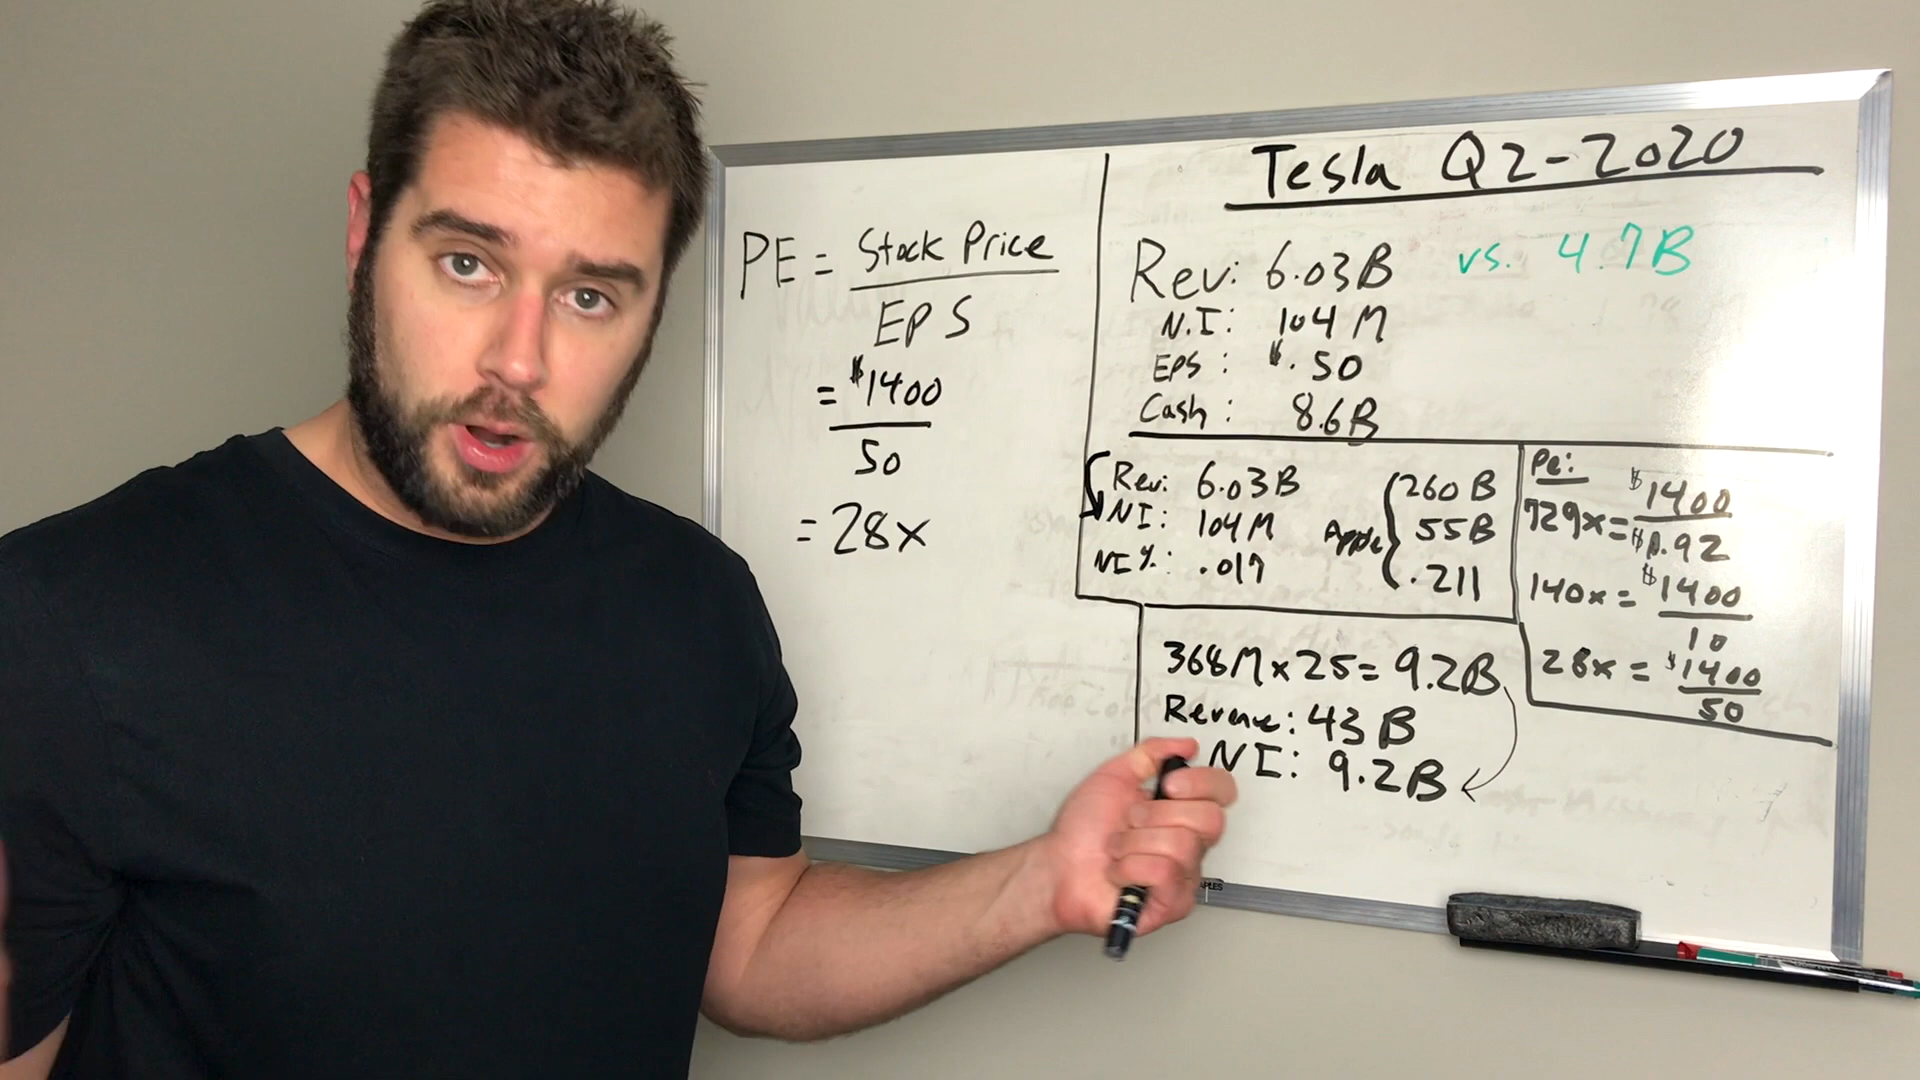 Tesla Q2-2020
PE = Stock Price
EPS
= $1400
50
= 28x
Rev: 6.03B vs. 4.7B
N.I: 104M
EPS: $.50
Cash: 8.6B
Rev: 6.03B
NI: 104M
NI%: .017
Apple
260B
55B
.211
Pe:
729x = $1400
$1.92
140x = $1400
10
28x = $1400
50
368M x 25 = 9.2B
Revenue: 43B
NI: 9.2B